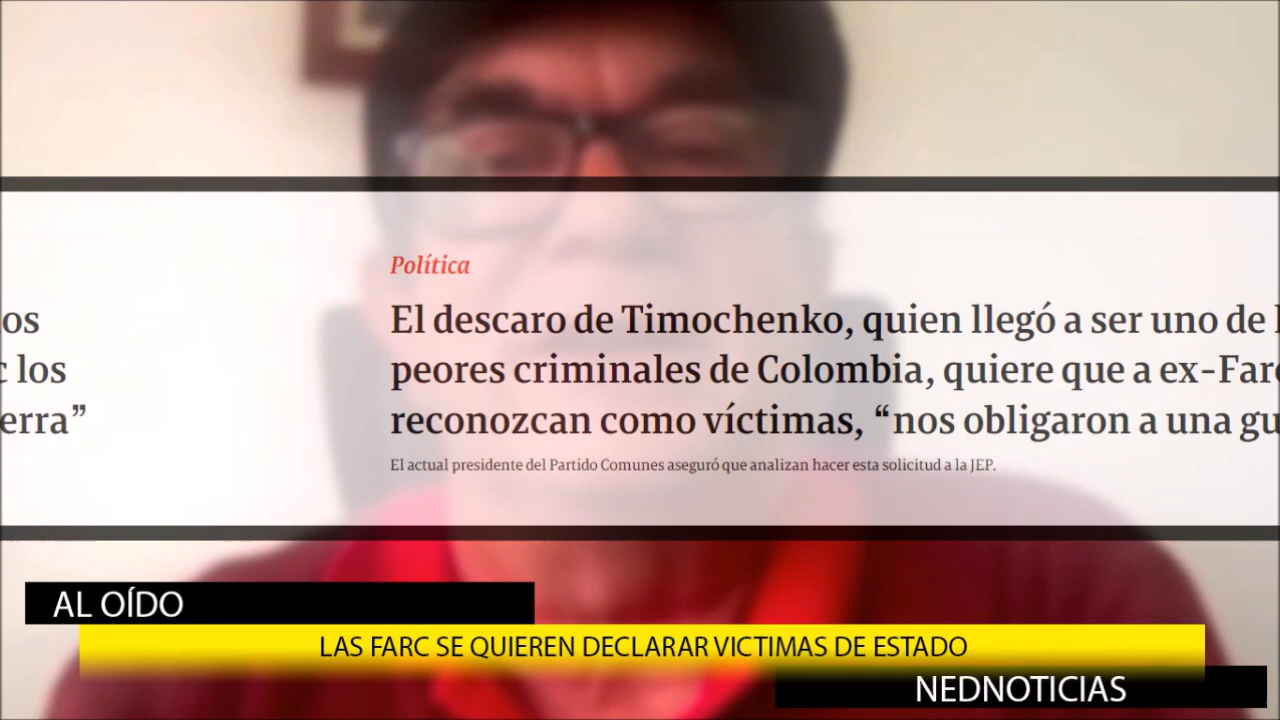 os
los
erra”
Política
El descaro de Timochenko, quien llegó a ser uno de
peores criminales de Colombia, quiere que a ex-Farc
reconozcan como víctimas, “nos obligaron a una gu
El actual presidente del Partido Comunes aseguró que analizan hacer esta solicitud a la JEP.
AL OÍDO
LAS FARC SE QUIEREN DECLARAR VICTIMAS DE ESTADO
NEDNOTICIAS